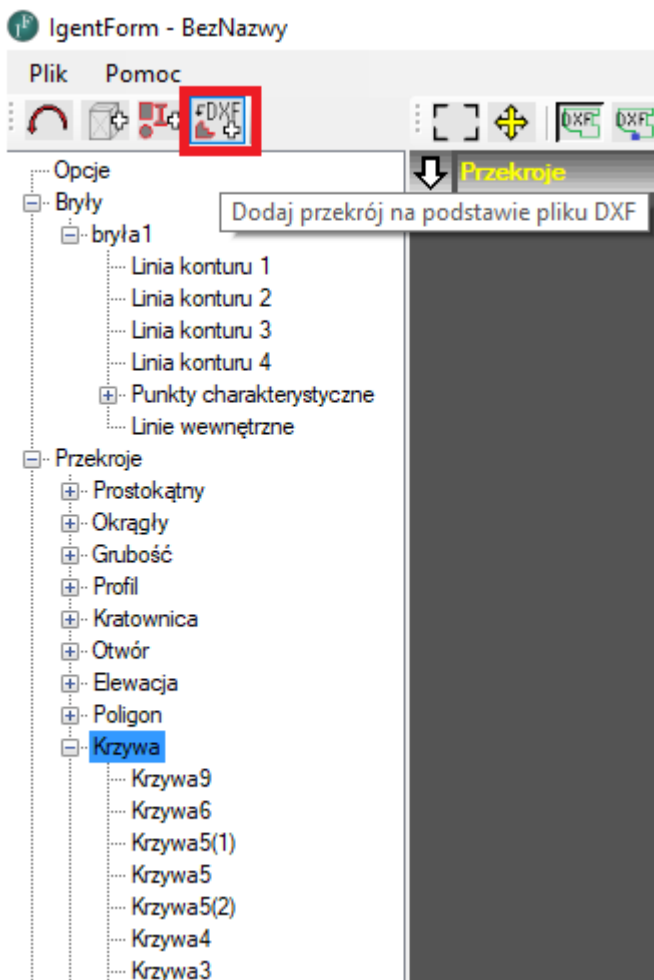 IgentForm - BezNazwy
Plik Pomoc
DXF DXF DXF
Przekroje
Dodaj przekrój na podstawie pliku DXF
Opcje
Bryły
bryła1
Linia konturu 1
Linia konturu 2
Linia konturu 3
Linia konturu 4
Punkty charakterystyczne
Linie wewnętrzne
Przekroje
Prostokątny
Okrągły
Grubość
Profil
Kratownica
Otwór
Elewacja
Poligon
Krzywa
Krzywa9
Krzywa6
Krzywa5(1)
Krzywa5
Krzywa5(2)
Krzywa4
Krzywa3